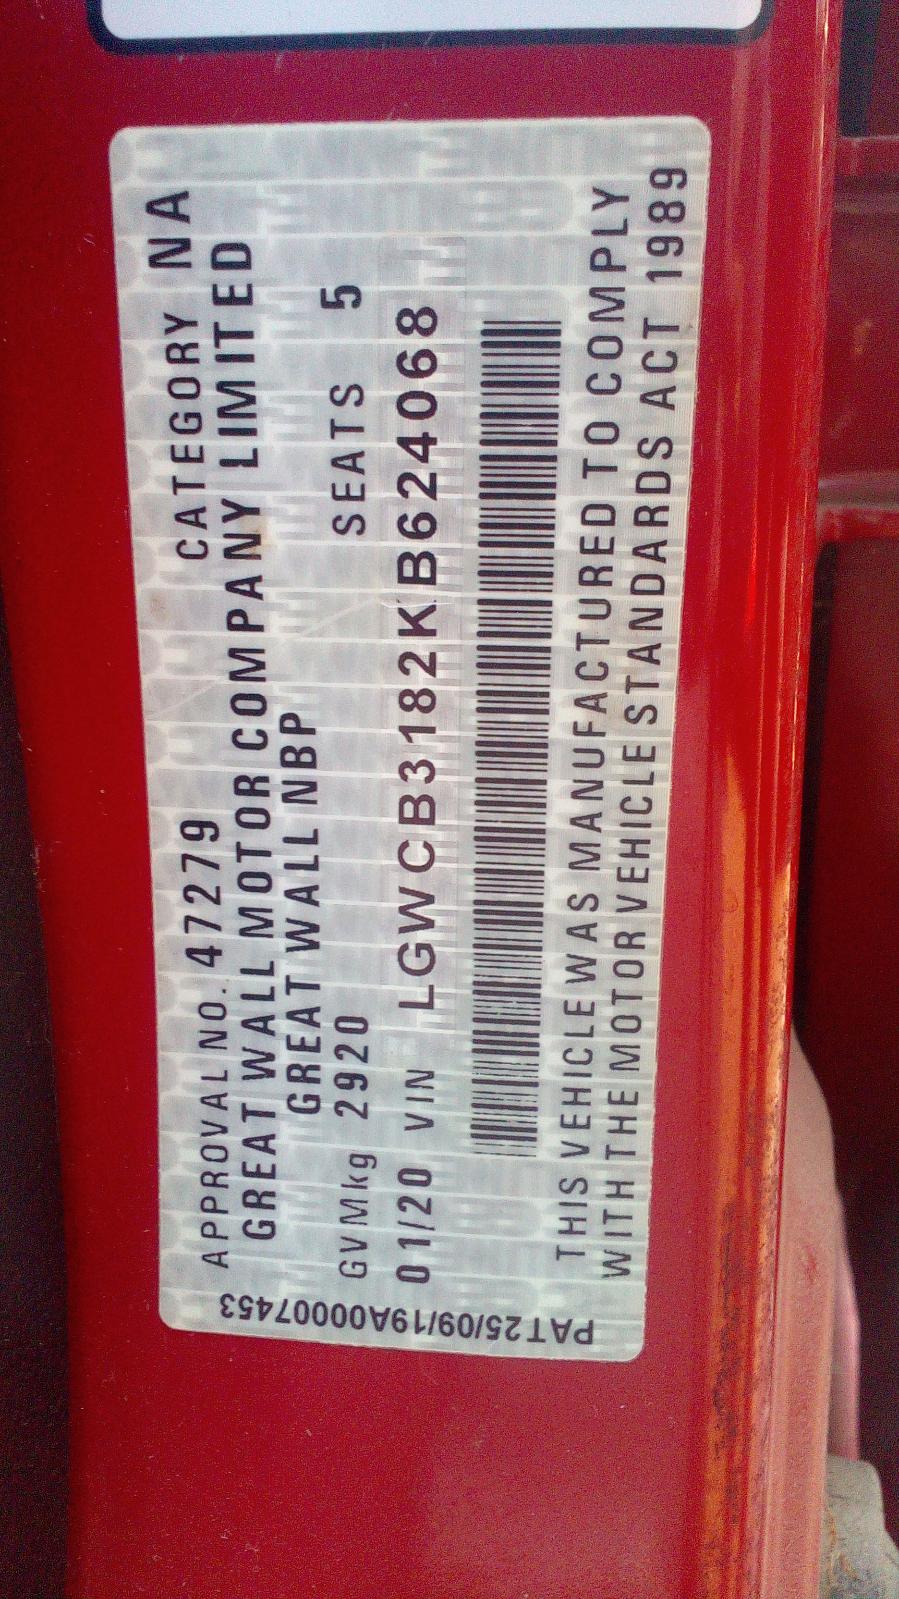 APPROVAL NO. 47279 CATEGORY NA
GREAT WALL MOTOR COMPANY LIMITED
GREAT WALL NBP
GVMkg 2920 SEATS 5
01/20 VIN LGWCB3182KB624068
THIS VEHICLE WAS MANUFACTURED TO COMPLY
WITH THE MOTOR VEHICLE STANDARDS ACT 1989
PAT25/09/19A00007453